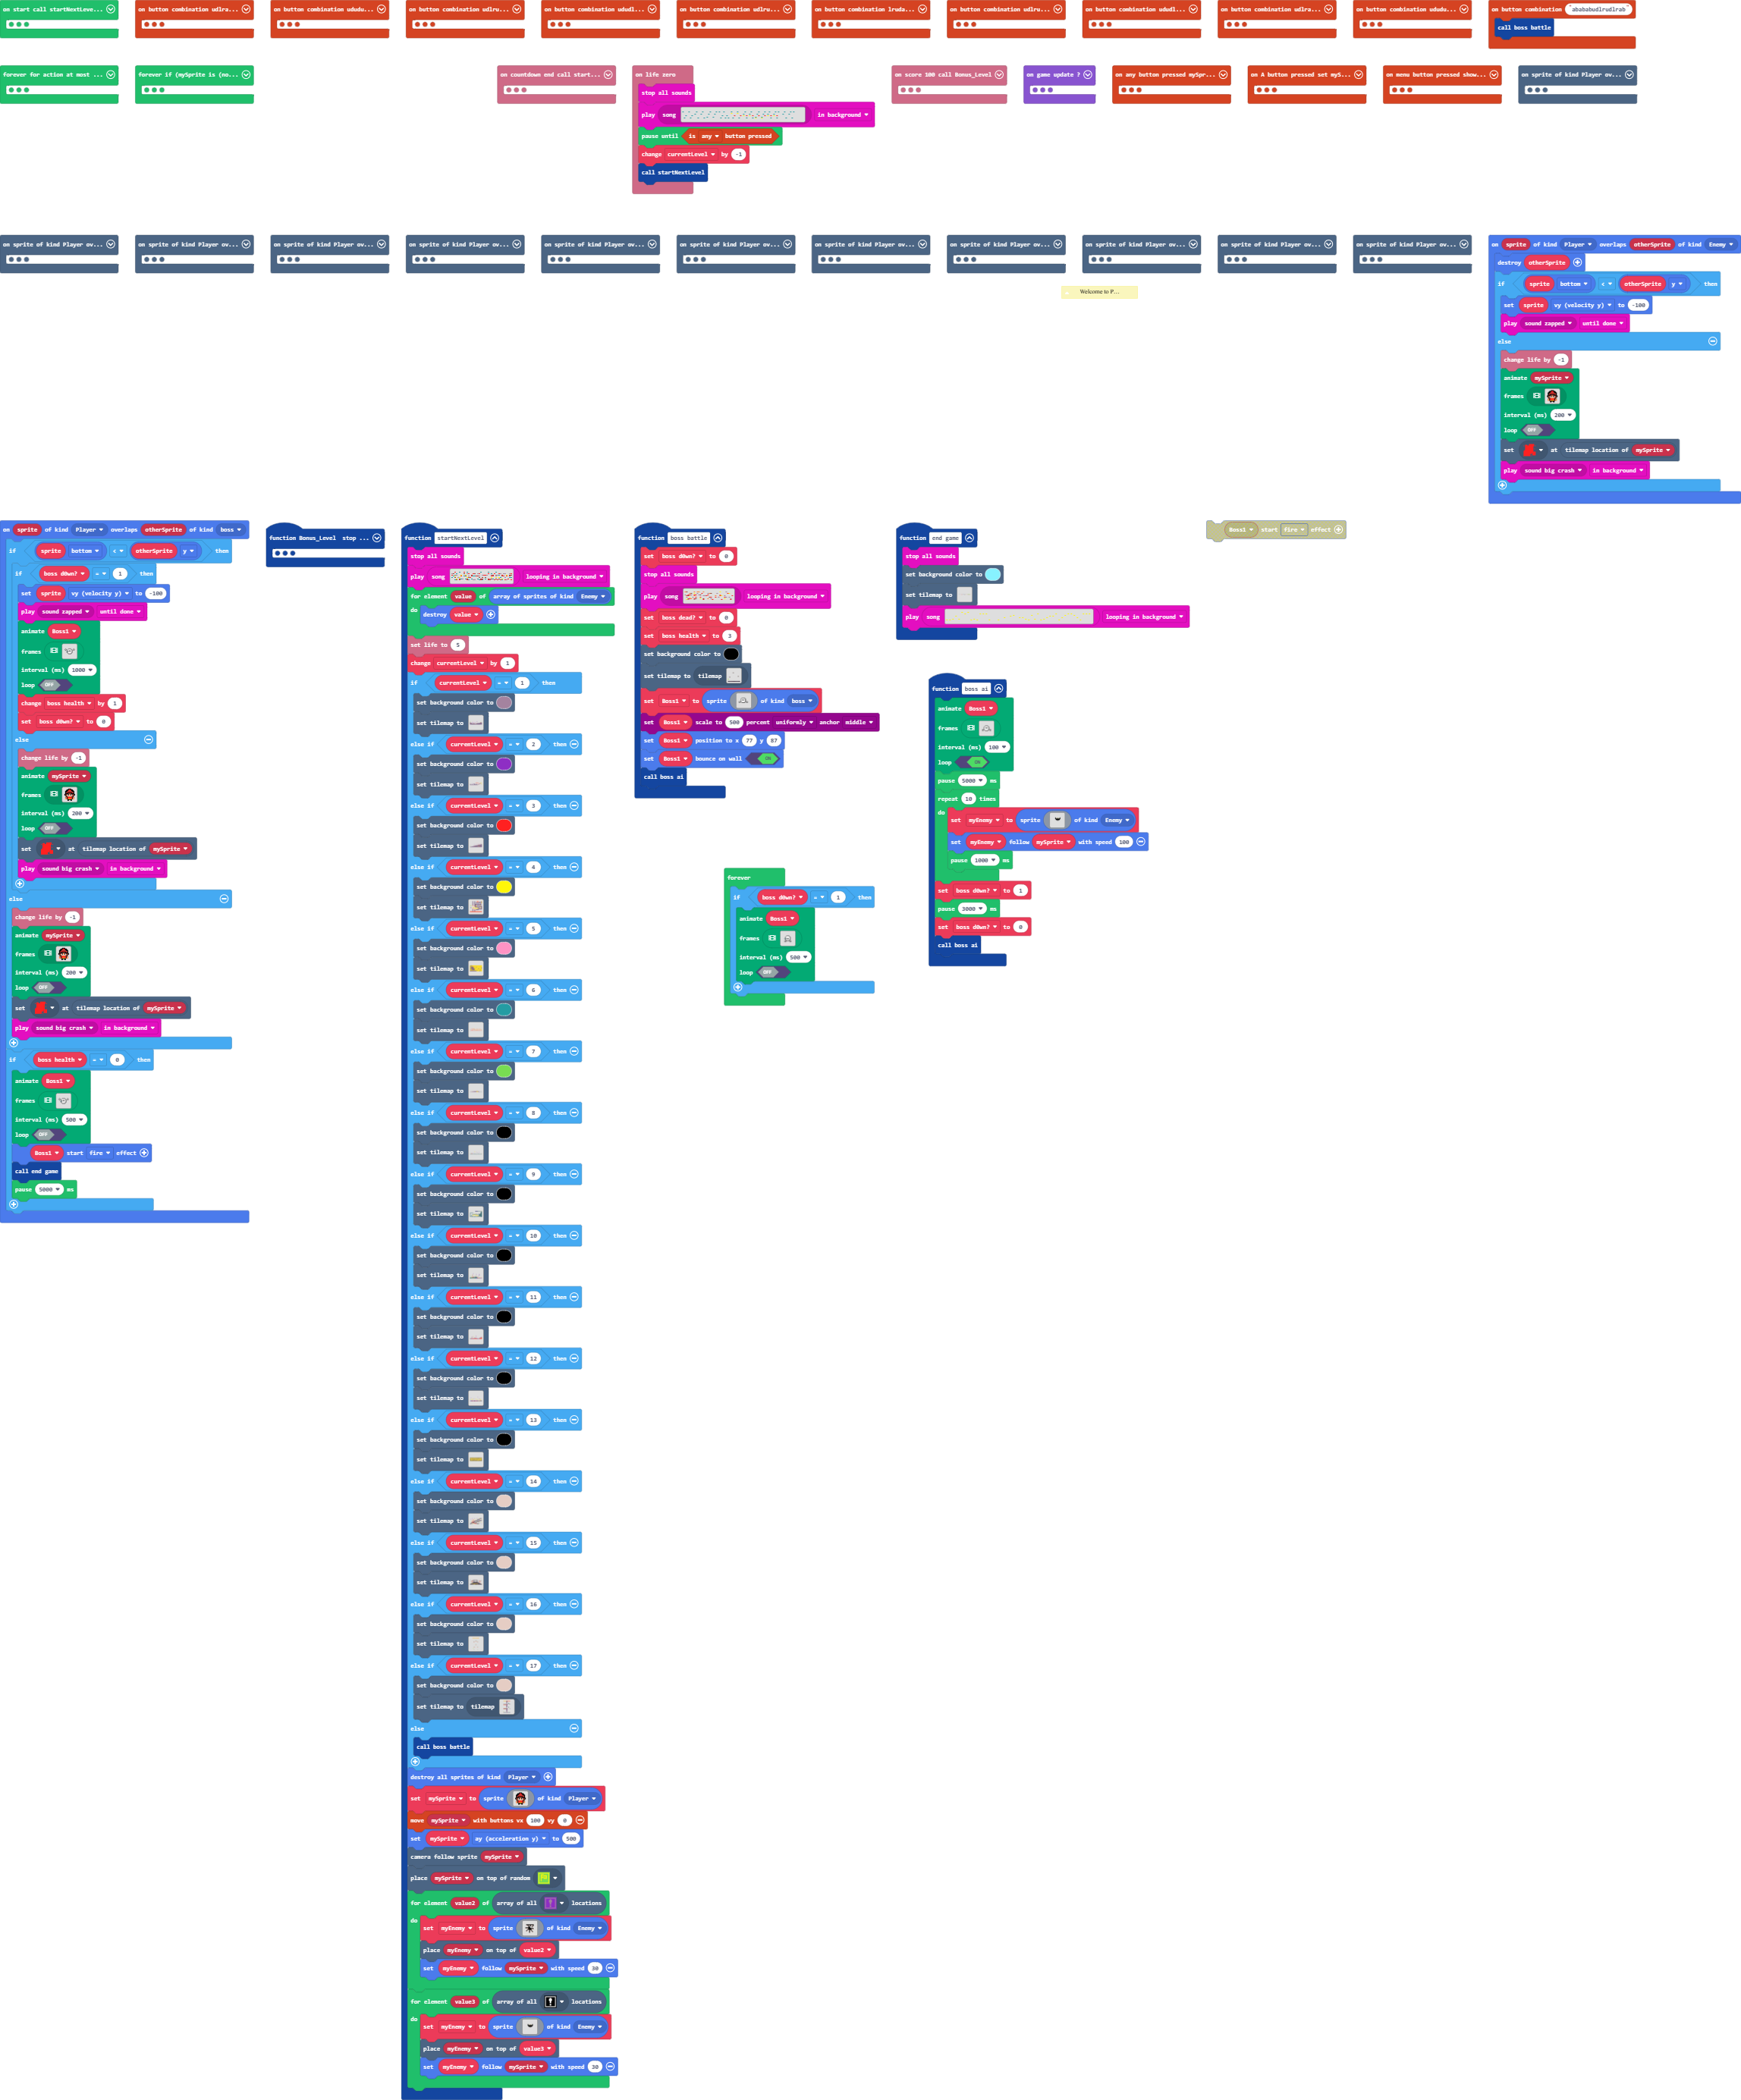 on start call startNextLeve...
on button combination udlra...
on button combination ududu...
on button combination udlru...
on button combination ududl...
on button combination udlru...
on button combination lruda...
on button combination udlru...
on button combination ududl...
on button combination udlra...
on button combination ududu...
on button combination "abababudlrudlrab"
call boss battle
forever for action at most ...
forever if (mySprite is (no...
on countdown end call start...
on life zero
stop all sounds
play song in background
pause until is any button pressed
change currentLevel by -1
call startNextLevel
on score 100 call Bonus_Level
on game update ?
on any button pressed mySpr...
on A button pressed set myS...
on menu button pressed show...
on sprite of kind Player ov...
on sprite of kind Player ov...
on sprite of kind Player ov...
on sprite of kind Player ov...
on sprite of kind Player ov...
on sprite of kind Player ov...
on sprite of kind Player ov...
on sprite of kind Player ov...
on sprite of kind Player ov...
on sprite of kind Player ov...
on sprite of kind Player ov...
on sprite of kind Player ov...
Welcome to P...
on sprite of kind Player overlaps otherSprite of kind Enemy
destroy otherSprite
if sprite bottom < otherSprite y then
set sprite vy (velocity y) to -100
play sound zapped until done
else
change life by -1
animate mySprite
frames
interval (ms) 200
loop OFF
set at tilemap location of mySprite
play sound big crash in background
on sprite of kind Player overlaps otherSprite of kind boss
if sprite bottom < otherSprite y then
if boss d0wn? = 1 then
set sprite vy (velocity y) to -100
play sound zapped until done
animate Boss1
frames
interval (ms) 1000
loop OFF
change boss health by 1
set boss d0wn? to 0
else
change life by -1
animate mySprite
frames
interval (ms) 200
loop OFF
set at tilemap location of mySprite
play sound big crash in background
else
change life by -1
animate mySprite
frames
interval (ms) 200
loop OFF
set at tilemap location of mySprite
play sound big crash in background
if boss health = 0 then
animate Boss1
frames
interval (ms) 500
loop OFF
Boss1 start fire effect
call end game
pause 5000 ms
function Bonus_Level stop ...
function startNextLevel
stop all sounds
play song looping in background
for element value of array of sprites of kind Enemy
do
destroy value
set life to 5
change currentLevel by 1
if currentLevel = 1 then
set background color to
set tilemap to
else if currentLevel = 2 then
set background color to
set tilemap to
else if currentLevel = 3 then
set background color to
set tilemap to
else if currentLevel = 4 then
set background color to
set tilemap to
else if currentLevel = 5 then
set background color to
set tilemap to
else if currentLevel = 6 then
set background color to
set tilemap to
else if currentLevel = 7 then
set background color to
set tilemap to
else if currentLevel = 8 then
set background color to
set tilemap to
else if currentLevel = 9 then
set background color to
set tilemap to
else if currentLevel = 10 then
set background color to
set tilemap to
else if currentLevel = 11 then
set background color to
set tilemap to
else if currentLevel = 12 then
set background color to
set tilemap to
else if currentLevel = 13 then
set background color to
set tilemap to
else if currentLevel = 14 then
set background color to
set tilemap to
else if currentLevel = 15 then
set background color to
set tilemap to
else if currentLevel = 16 then
set background color to
set tilemap to
else if currentLevel = 17 then
set background color to
set tilemap to tilemap
else
call boss battle
destroy all sprites of kind Player
set mySprite to sprite of kind Player
move mySprite with buttons vx 100 vy 0
set mySprite ay (acceleration y) to 500
camera follow sprite mySprite
place mySprite on top of random
for element value2 of array of all locations
do
set myEnemy to sprite of kind Enemy
place myEnemy on top of value2
set myEnemy follow mySprite with speed 30
for element value3 of array of all locations
do
set myEnemy to sprite of kind Enemy
place myEnemy on top of value3
set myEnemy follow mySprite with speed 30
function boss battle
set boss d0wn? to 0
stop all sounds
play song looping in background
set boss dead? to 0
set boss health to 3
set background color to
set tilemap to tilemap
set Boss1 to sprite of kind boss
set Boss1 scale to 500 percent uniformly anchor middle
set Boss1 position to x 77 y 87
set Boss1 bounce on wall ON
call boss ai
forever
if boss d0wn? = 1 then
animate Boss1
frames
interval (ms) 500
loop OFF
function end game
stop all sounds
set background color to
set tilemap to
play song looping in background
function boss ai
animate Boss1
frames
interval (ms) 100
loop ON
pause 5000 ms
repeat 10 times
do
set myEnemy to sprite of kind Enemy
set myEnemy follow mySprite with speed 100
pause 1000 ms
set boss d0wn? to 1
pause 3000 ms
set boss d0wn? to 0
call boss ai
Boss1 start fire effect